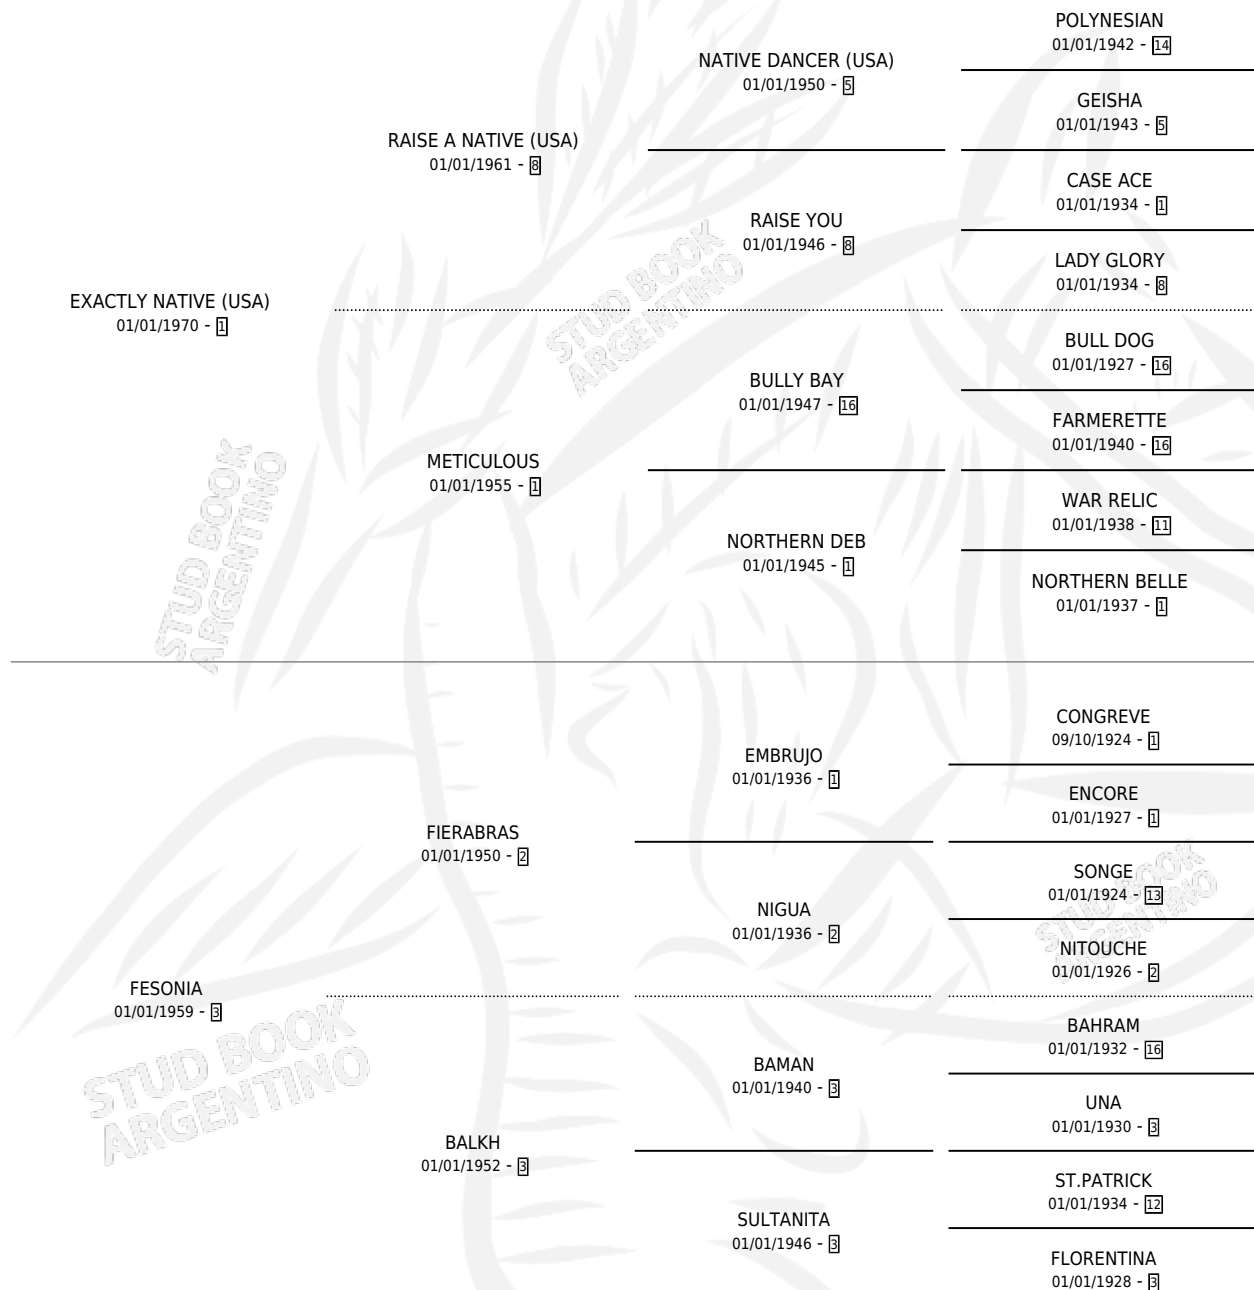 POLYNESIAN
01/01/1942 - 14
NATIVE DANCER (USA)
01/01/1950 - 5
GEISHA
01/01/1943 - 5
RAISE A NATIVE (USA)
01/01/1961 - 8
CASE ACE
01/01/1934 - 1
RAISE YOU
01/01/1946 - 8
LADY GLORY
01/01/1934 - 8
EXACTLY NATIVE (USA)
01/01/1970 - 1
STUD BOOK
ARGENTINO
BULL DOG
01/01/1927 - 16
BULLY BAY
01/01/1947 - 16
FARMERETTE
01/01/1940 - 16
METICULOUS
01/01/1955 - 1
WAR RELIC
01/01/1938 - 11
NORTHERN DEB
01/01/1945 - 1
NORTHERN BELLE
01/01/1937 - 1
STUD BOOK
ARGENTINO
CONGREVE
09/10/1924 - 1
EMBRUJO
01/01/1936 - 1
ENCORE
01/01/1927 - 1
FIERABRAS
01/01/1950 - 2
SONGE
01/01/1924 - 13
NIGUA
01/01/1936 - 2
NITOUCHE
01/01/1926 - 2
STUD BOOK
ARGENTINO
FESONIA
01/01/1959 - 3
BAHRAM
01/01/1932 - 16
BAMAN
01/01/1940 - 3
UNA
01/01/1930 - 3
STUD BOOK
ARGENTINO
BALKH
01/01/1952 - 3
ST.PATRICK
01/01/1934 - 12
SULTANITA
01/01/1946 - 3
FLORENTINA
01/01/1928 - 3